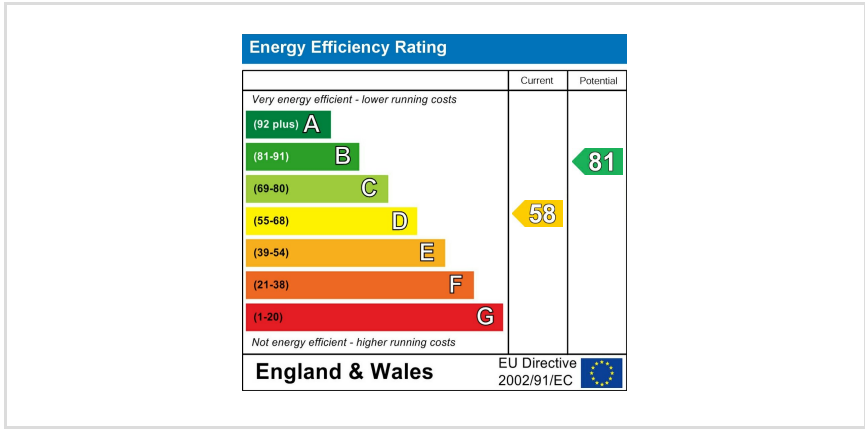 Energy Efficiency Rating
Current Potential
Very energy efficient - lower running costs
(92 plus) A
(81-91) B
81
(69-80) C
(55-68) D
58
(39-54) E
(21-38) F
(1-20) G
Not energy efficient - higher running costs
England & Wales
EU Directive
2002/91/EC